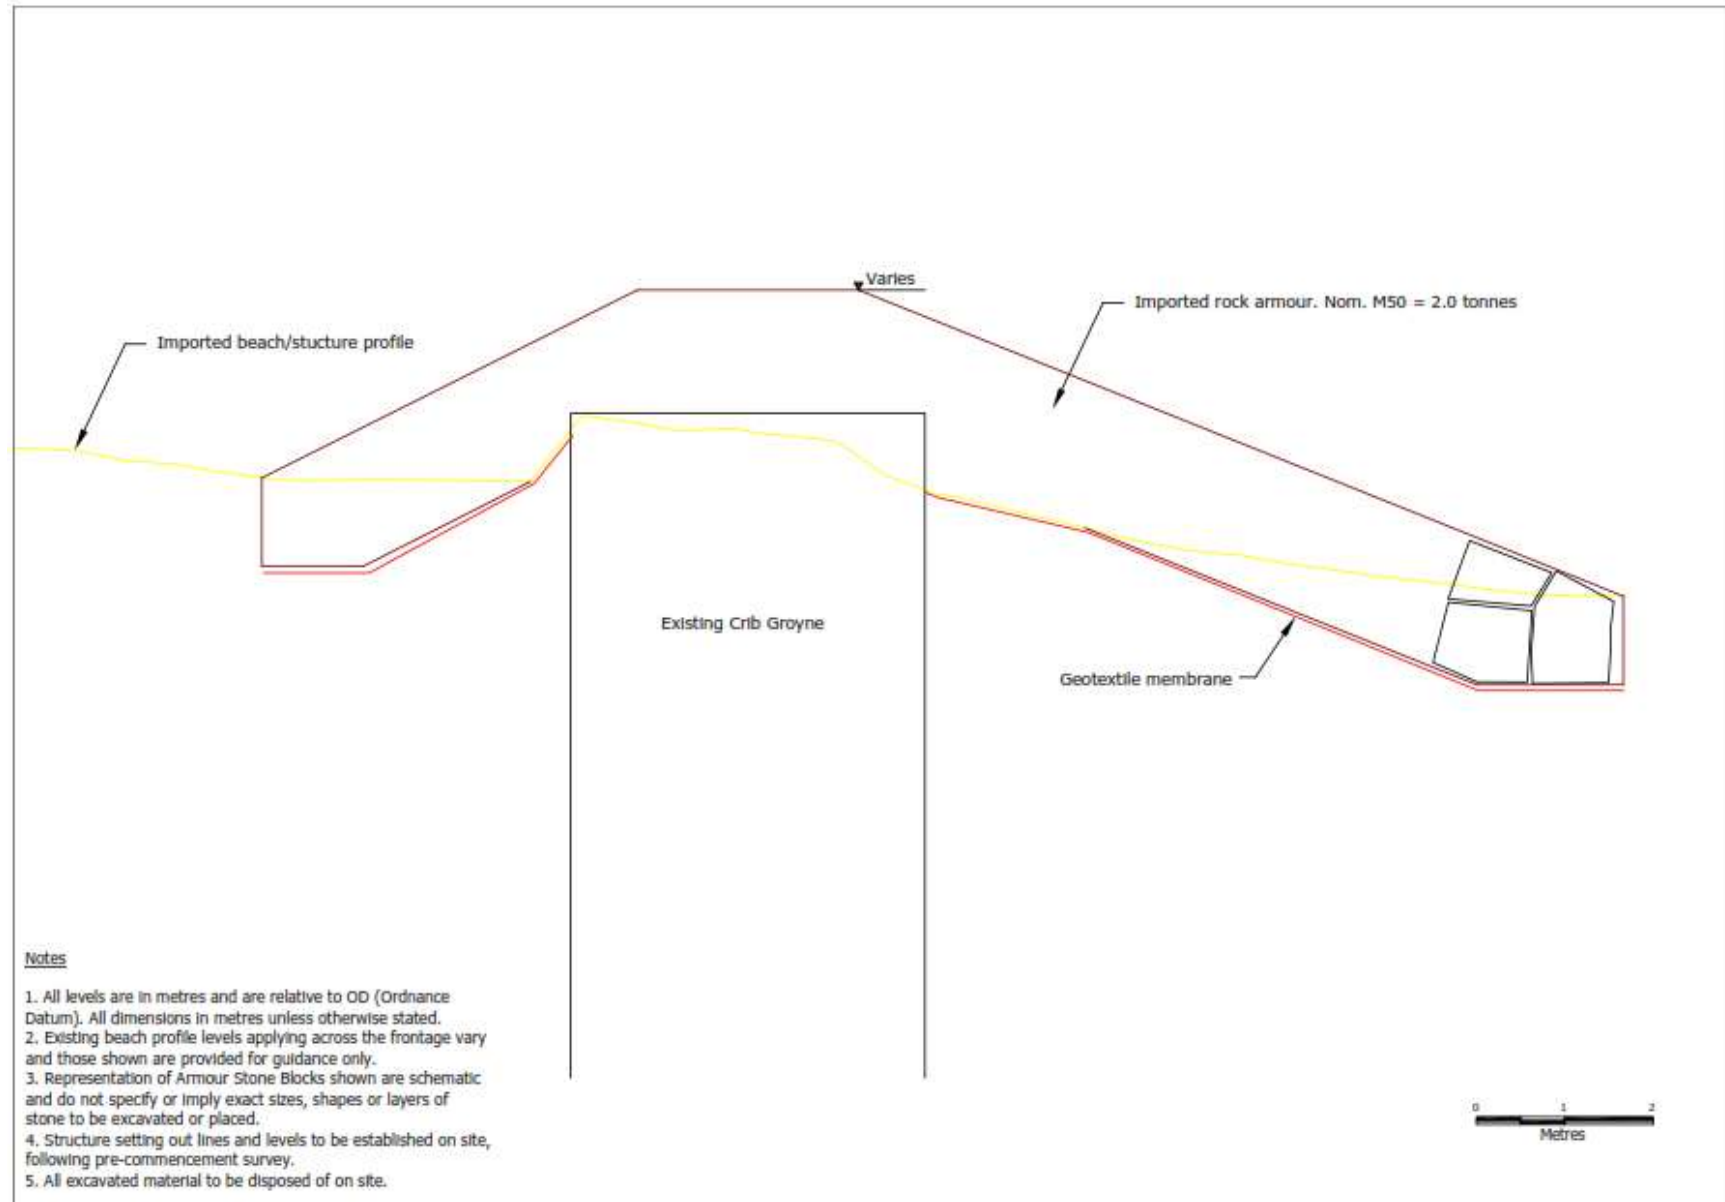 Varies
Imported rock armour. Nom. M50 = 2.0 tonnes
Imported beach/stucture profile
Existing Crib Groyne
Geotextile membrane
Notes
1. All levels are in metres and are relative to OD (Ordnance
Datum). All dimensions in metres unless otherwise stated.
2. Existing beach profile levels applying across the frontage vary
and those shown are provided for guidance only.
3. Representation of Armour Stone Blocks shown are schematic
and do not specify or imply exact sizes, shapes or layers of
stone to be excavated or placed.
4. Structure setting out lines and levels to be established on site,
following pre-commencement survey.
5. All excavated material to be disposed of on site.
0 1 2
Metres